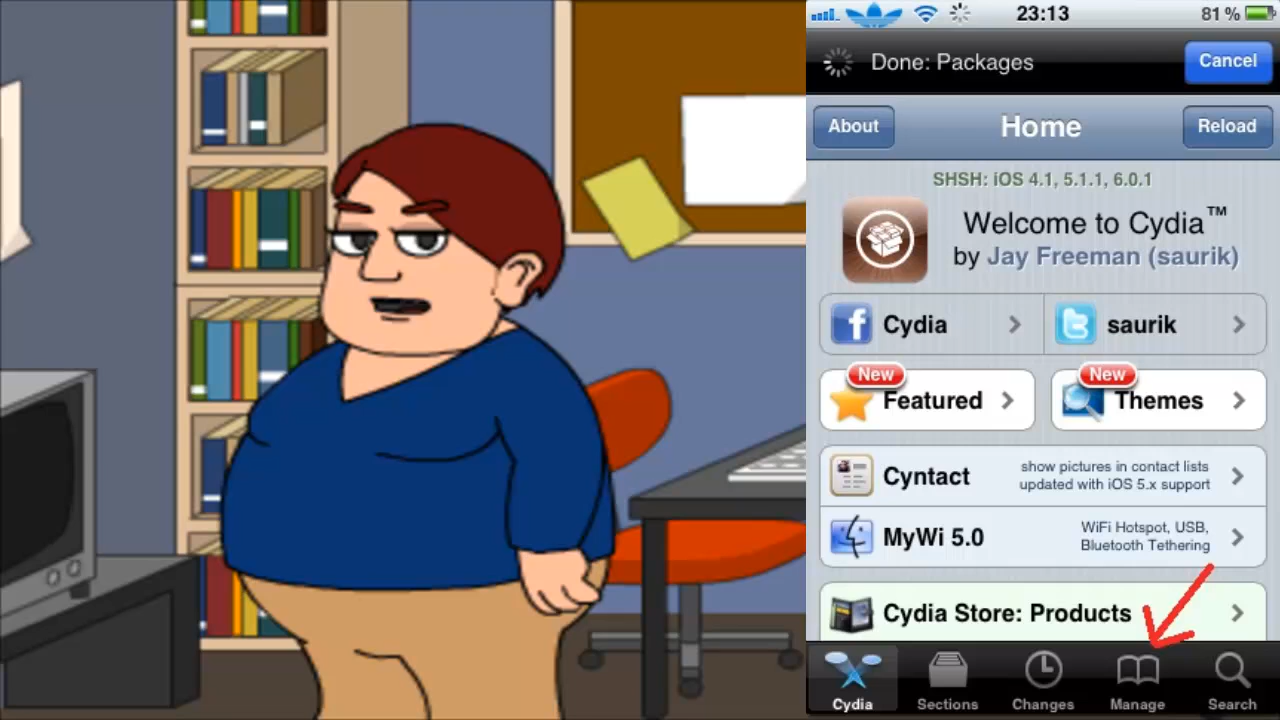 23:13
81 %
Done: Packages
Cancel
About
Home
Reload
SHSH: iOS 4.1, 5.1.1, 6.0.1
Welcome to Cydia™
by Jay Freeman (saurik)
Cydia
saurik
New
New
Featured
Themes
Cyntact
show pictures in contact lists
updated with iOS 5.x support
MyWi 5.0
WiFi Hotspot, USB,
Bluetooth Tethering
Cydia Store: Products
Cydia
Sections
Changes
Manage
Search